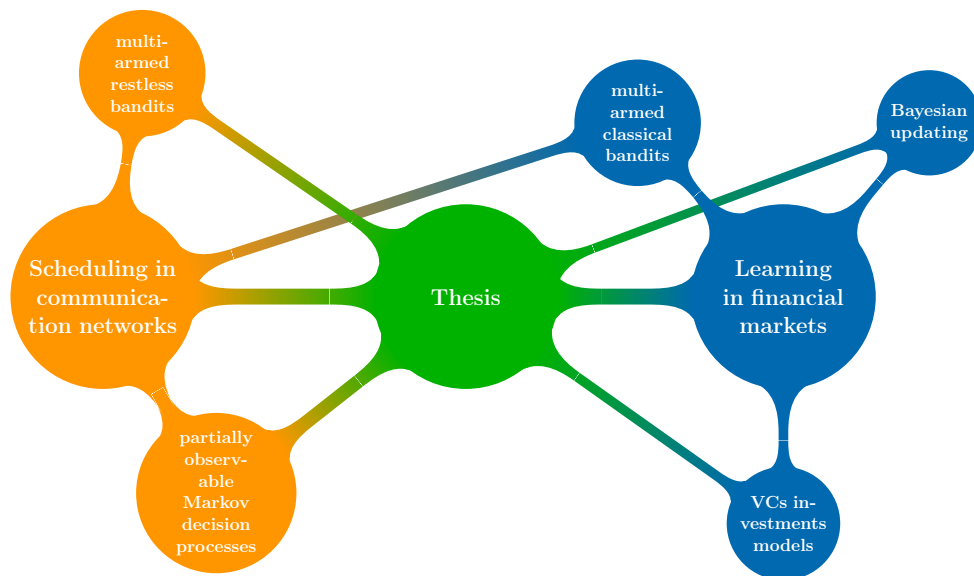 multi-
armed
restless
bandits
multi-
armed
classical
bandits
Bayesian
updating
Scheduling in
communica-
tion networks
Thesis
Learning
in financial
markets
partially
observ-
able
Markov
decision
processes
VCs in-
vestments
models